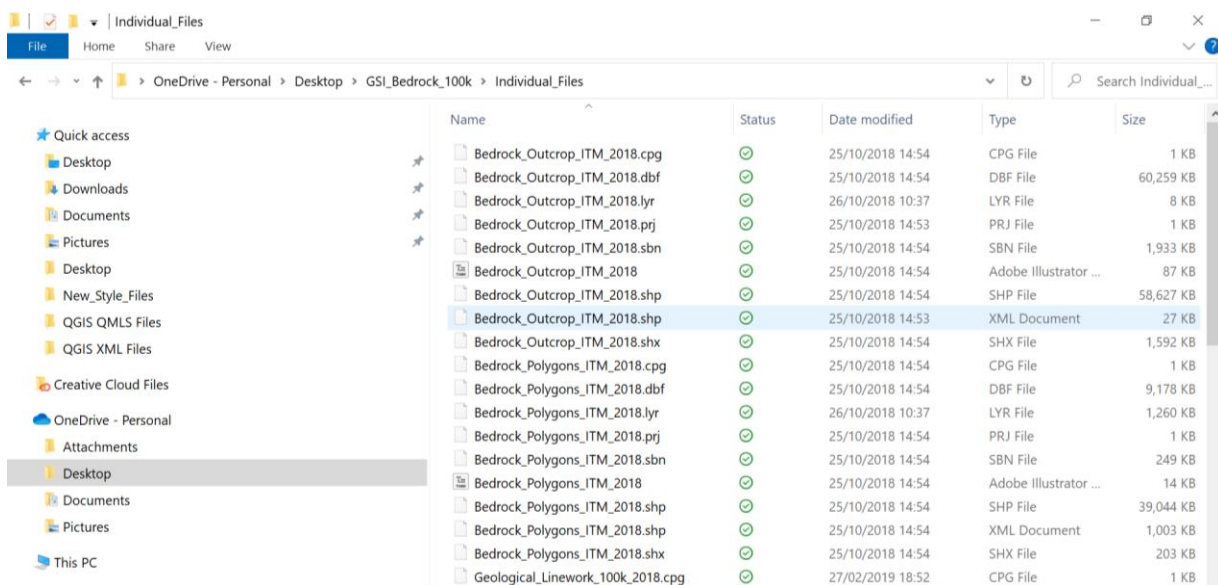 Individual_Files
File Home Share View
OneDrive - Personal > Desktop > GSI_Bedrock_100k > Individual_Files
Search Individual_...
Quick access
Desktop
Downloads
Documents
Pictures
Desktop
New_Style_Files
QGIS QMLS Files
QGIS XML Files
Creative Cloud Files
OneDrive - Personal
Attachments
Desktop
Documents
Pictures
This PC
Name Status Date modified Type Size
Bedrock_Outcrop_ITM_2018.cpg 25/10/2018 14:54 CPG File 1 KB
Bedrock_Outcrop_ITM_2018.dbf 25/10/2018 14:54 DBF File 60,259 KB
Bedrock_Outcrop_ITM_2018.lyr 26/10/2018 10:37 LYR File 8 KB
Bedrock_Outcrop_ITM_2018.prj 25/10/2018 14:53 PRJ File 1 KB
Bedrock_Outcrop_ITM_2018.sbn 25/10/2018 14:54 SBN File 1,933 KB
Bedrock_Outcrop_ITM_2018 25/10/2018 14:54 Adobe Illustrator ... 87 KB
Bedrock_Outcrop_ITM_2018.shp 25/10/2018 14:54 SHP File 58,627 KB
Bedrock_Outcrop_ITM_2018.shp 25/10/2018 14:53 XML Document 27 KB
Bedrock_Outcrop_ITM_2018.shx 25/10/2018 14:54 SHX File 1,592 KB
Bedrock_Polygons_ITM_2018.cpg 25/10/2018 14:54 CPG File 1 KB
Bedrock_Polygons_ITM_2018.dbf 25/10/2018 14:54 DBF File 9,178 KB
Bedrock_Polygons_ITM_2018.lyr 26/10/2018 10:37 LYR File 1,260 KB
Bedrock_Polygons_ITM_2018.prj 25/10/2018 14:54 PRJ File 1 KB
Bedrock_Polygons_ITM_2018.sbn 25/10/2018 14:54 SBN File 249 KB
Bedrock_Polygons_ITM_2018 25/10/2018 14:54 Adobe Illustrator ... 14 KB
Bedrock_Polygons_ITM_2018.shp 25/10/2018 14:54 SHP File 39,044 KB
Bedrock_Polygons_ITM_2018.shp 25/10/2018 14:54 XML Document 1,003 KB
Bedrock_Polygons_ITM_2018.shx 25/10/2018 14:54 SHX File 203 KB
Geological_Linework_100k_2018.cpg 27/02/2019 18:52 CPG File 1 KB